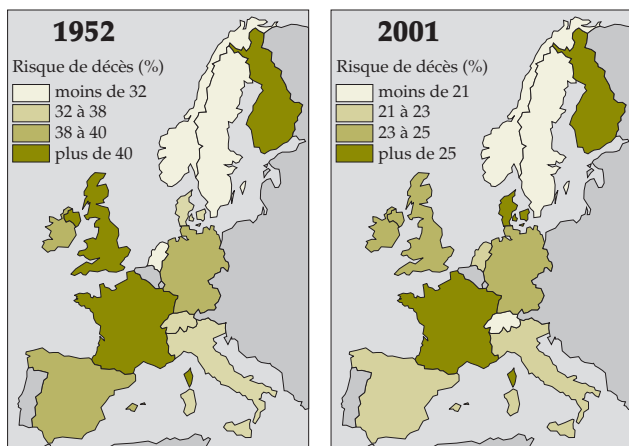 1952
Risque de décès (%)
moins de 32
32 à 38
38 à 40
plus de 40
2001
Risque de décès (%)
moins de 21
21 à 23
23 à 25
plus de 25